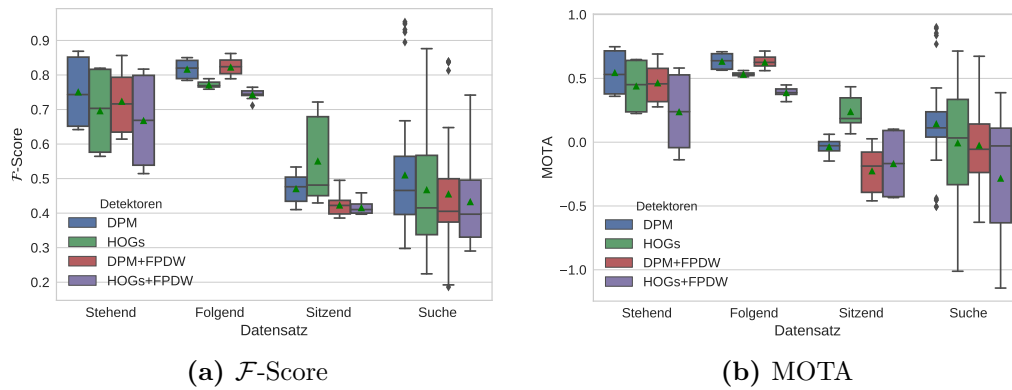 0.9
0.8
0.7
0.6
0.5
0.4
0.3
0.2
ℱ-Score
Detektoren
DPM
HOGs
DPM+FPDW
HOGs+FPDW
Stehend Folgend Sitzend Suche
Datensatz
(a) ℱ-Score
1.0
0.5
0.0
−0.5
−1.0
MOTA
Detektoren
DPM
HOGs
DPM+FPDW
HOGs+FPDW
Stehend Folgend Sitzend Suche
Datensatz
(b) MOTA